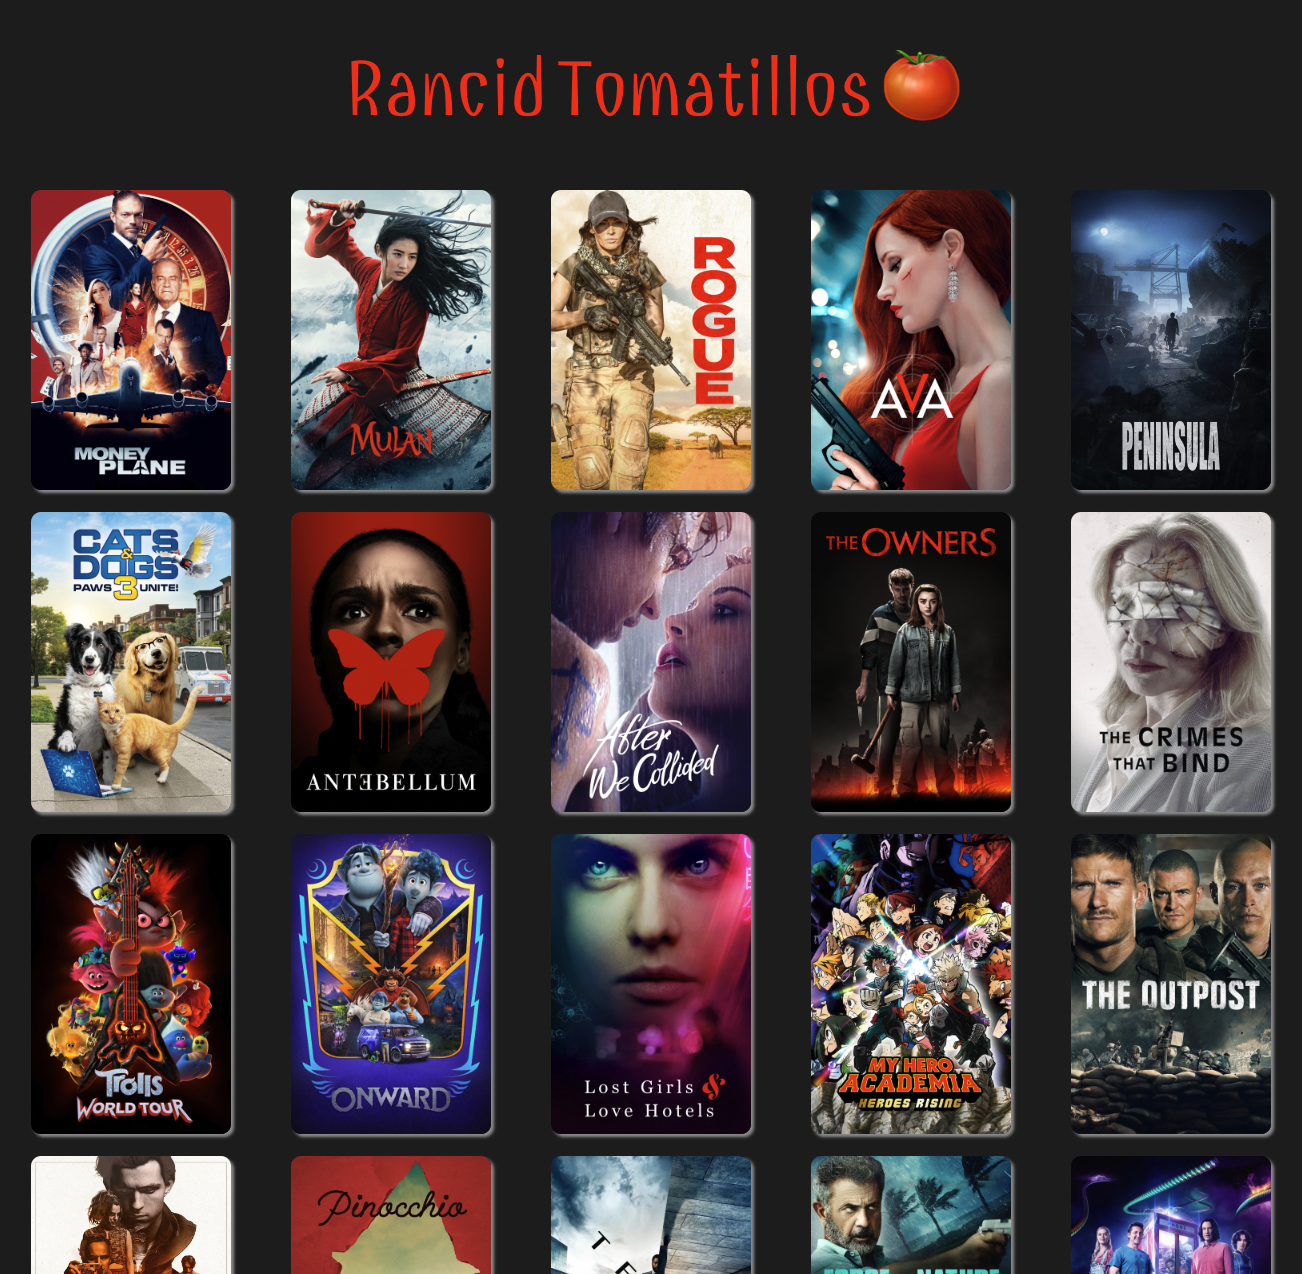 Rancid Tomatillos
MONEY
PLANE
MULAN
ROGUE
AVA
PENINSULA
CATS
&
DOGS
PAWS 3 UNITE!
ANTƎBELLUM
After
We Collided
THE OWNERS
THE CRIMES
THAT BIND
Trolls
WORLD TOUR
ONWARD
Lost Girls &
Love Hotels
MY HERO
ACADEMIA
HEROES RISING
THE OUTPOST
Pinocchio
T